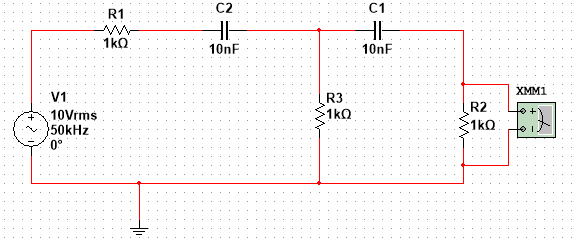 R1
1kΩ
C2
10nF
C1
10nF
V1
10Vrms
50kHz
0°
R3
1kΩ
R2
1kΩ
XMM1